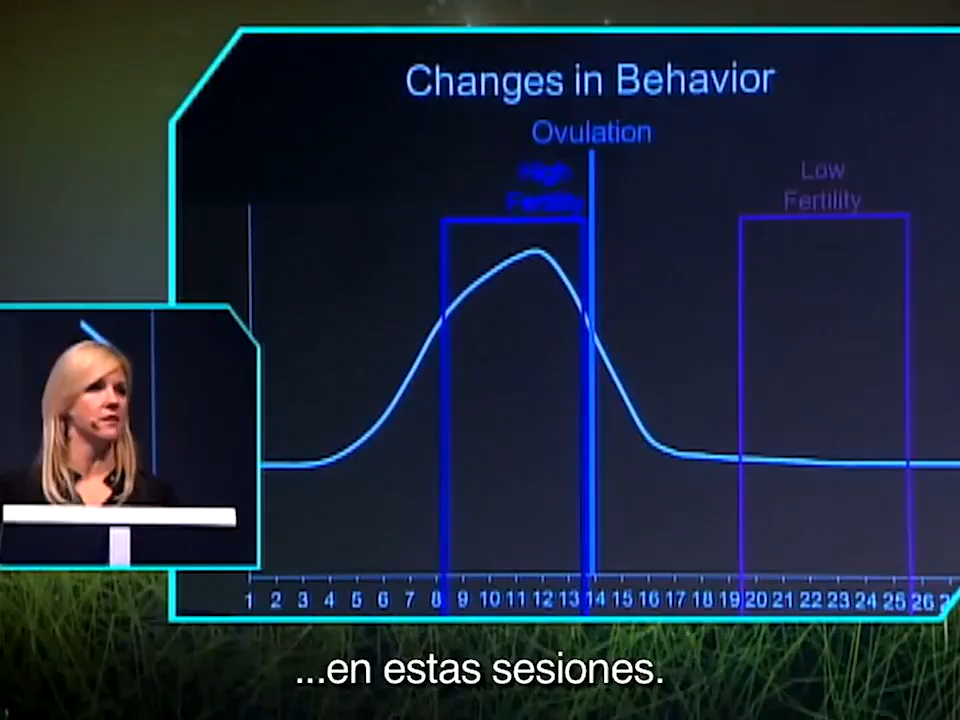 Changes in Behavior
Ovulation
High
Fertility
Low
Fertility
1 2 3 4 5 6 7 8 9 10 11 12 13 14 15 16 17 18 19 20 21 22 23 24 25 26
...en estas sesiones.